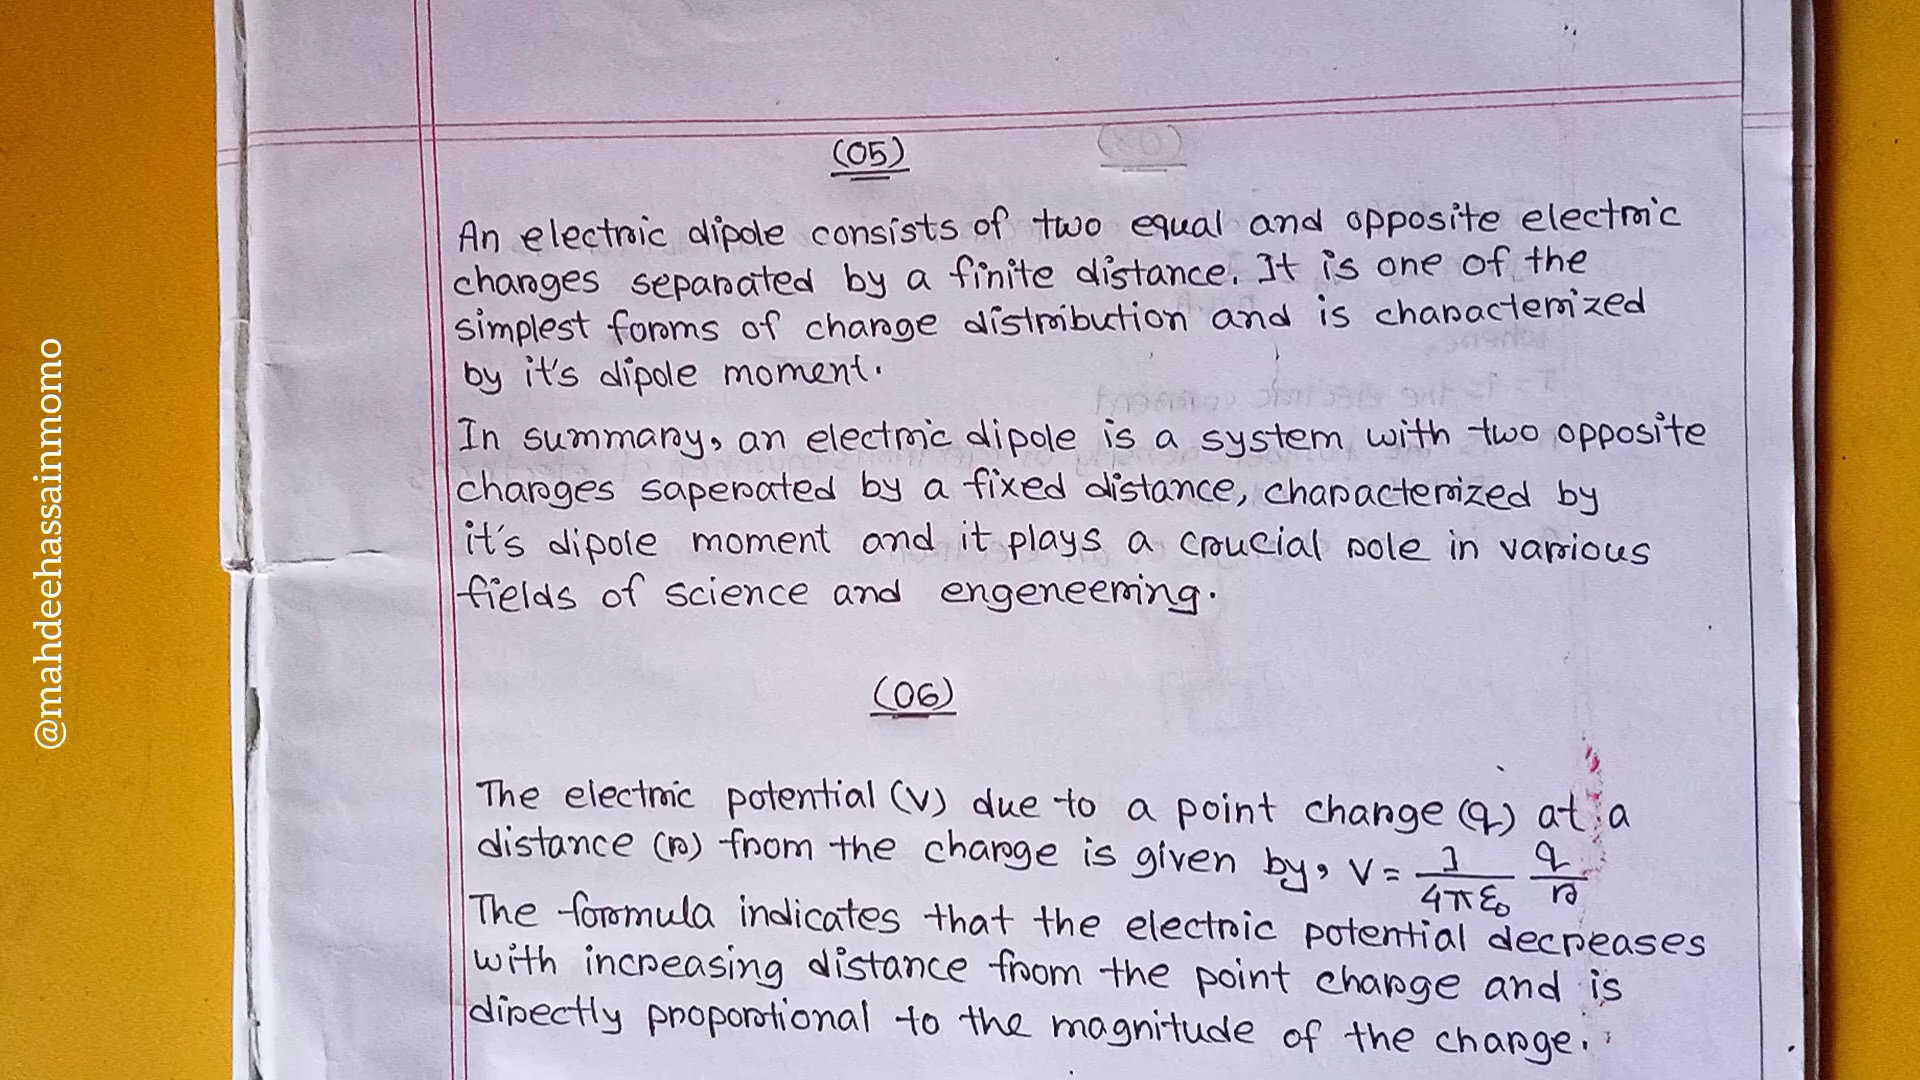 (05)
An electric dipole consists of two equal and opposite electric
charges separated by a finite distance. It is one of the
simplest forms of charge distribution and is characterized
by it's dipole moment.
In summary, an electric dipole is a system with two opposite
charges saperated by a fixed distance, characterized by
it's dipole moment and it plays a crucial role in various
fields of science and engeneering.
(06)
The electric potential (V) due to a point charge (q) at a
distance (r) from the charge is given by, V = 1/4πε₀ q/r
The formula indicates that the electric potential decreases
with increasing distance from the point charge and is
directly proportional to the magnitude of the charge.
@mahdeehassainmomo